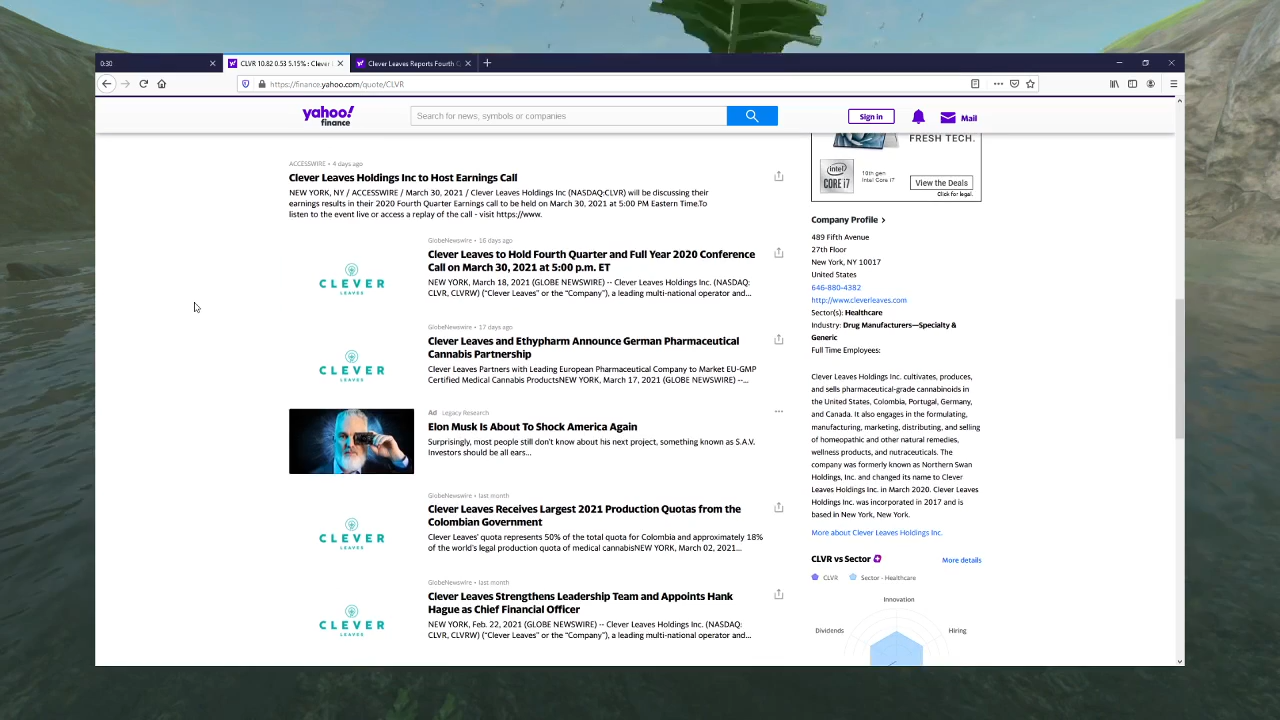 0:30
CLVR 10.82 0.53 5.15% : Clever
Clever Leaves Reports Fourth
https://finance.yahoo.com/quote/CLVR
yahoo!
finance
Search for news, symbols or companies
Sign in
Mail
FRESH TECH.
intel
CORE i7
10th gen
Intel Core i7
View the Deals
Click for legal.
ACCESSWIRE • 4 days ago
Clever Leaves Holdings Inc to Host Earnings Call
NEW YORK, NY / ACCESSWIRE / March 30, 2021 / Clever Leaves Holdings Inc (NASDAQ:CLVR) will be discussing their
earnings results in their 2020 Fourth Quarter Earnings call to be held on March 30, 2021 at 5:00 PM Eastern Time.To
listen to the event live or access a replay of the call - visit https://www.
CLEVER
LEAVES
GlobeNewswire • 16 days ago
Clever Leaves to Hold Fourth Quarter and Full Year 2020 Conference
Call on March 30, 2021 at 5:00 p.m. ET
NEW YORK, March 18, 2021 (GLOBE NEWSWIRE) -- Clever Leaves Holdings Inc. (NASDAQ:
CLVR, CLVRW) (“Clever Leaves” or the “Company”), a leading multi-national operator and...
CLEVER
LEAVES
GlobeNewswire • 17 days ago
Clever Leaves and Ethypharm Announce German Pharmaceutical
Cannabis Partnership
Clever Leaves Partners with Leading European Pharmaceutical Company to Market EU-GMP
Certified Medical Cannabis ProductsNEW YORK, March 17, 2021 (GLOBE NEWSWIRE) --...
Ad Legacy Research
Elon Musk Is About To Shock America Again
Surprisingly, most people still don't know about his next project, something known as S.A.V.
Investors should be all ears...
CLEVER
LEAVES
GlobeNewswire • last month
Clever Leaves Receives Largest 2021 Production Quotas from the
Colombian Government
Clever Leaves’ quota represents 50% of the total quota for Colombia and approximately 18%
of the world’s legal production quota of medical cannabisNEW YORK, March 02, 2021...
CLEVER
LEAVES
GlobeNewswire • last month
Clever Leaves Strengthens Leadership Team and Appoints Hank
Hague as Chief Financial Officer
NEW YORK, Feb. 22, 2021 (GLOBE NEWSWIRE) -- Clever Leaves Holdings Inc. (NASDAQ:
CLVR, CLVRW) (“Clever Leaves” or the “Company”), a leading multi-national operator and...
Company Profile
489 Fifth Avenue
27th Floor
New York, NY 10017
United States
646-880-4382
http://www.cleverleaves.com
Sector(s): Healthcare
Industry: Drug Manufacturers—Specialty &
Generic
Full Time Employees:
Clever Leaves Holdings Inc. cultivates, produces,
and sells pharmaceutical-grade cannabinoids in
the United States, Colombia, Portugal, Germany,
and Canada. It also engages in the formulating,
manufacturing, marketing, distributing, and selling
of homeopathic and other natural remedies,
wellness products, and nutraceuticals. The
company was formerly known as Northern Swan
Holdings, Inc. and changed its name to Clever
Leaves Holdings Inc. in March 2020. Clever Leaves
Holdings Inc. was incorporated in 2017 and is
based in New York, New York.
More about Clever Leaves Holdings Inc.
CLVR vs Sector
More details
CLVR
Sector - Healthcare
Innovation
Dividends
Hiring